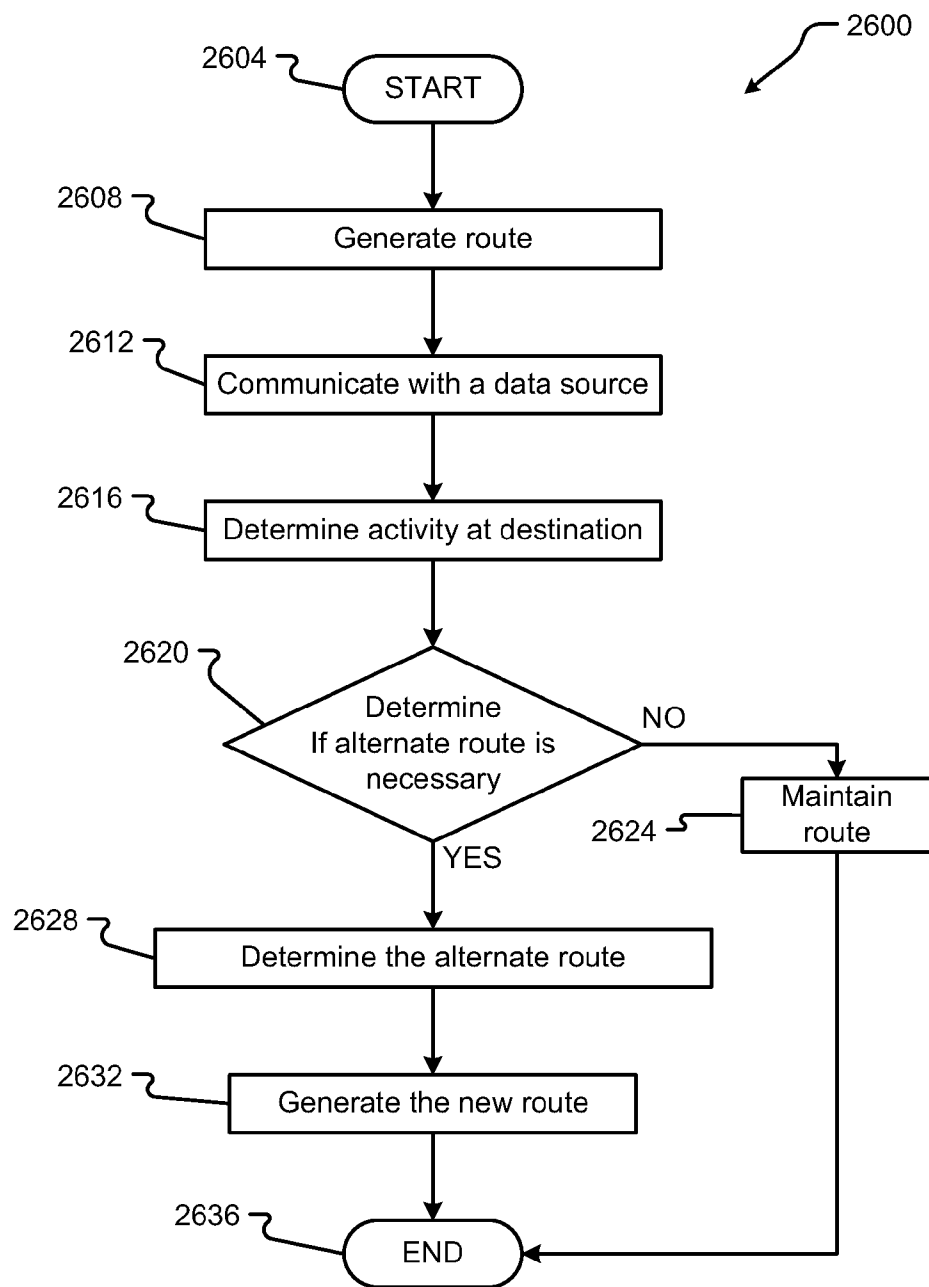 2600
2604
START
2608
Generate route
2612
Communicate with a data source
2616
Determine activity at destination
2620
Determine
If alternate route is
necessary
NO
Maintain
route
2624
YES
2628
Determine the alternate route
2632
Generate the new route
2636
END